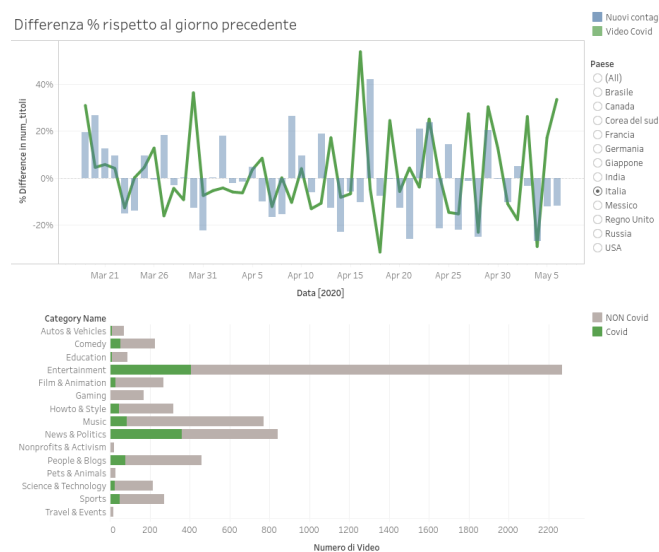 Differenza % rispetto al giorno precedente
Nuovi contag
Video Covid
% Difference in num_titoli
40%
20%
0%
-20%
Mar 21 Mar 26 Mar 31 Apr 5 Apr 10 Apr 15 Apr 20 Apr 25 Apr 30 May 5
Data [2020]
Paese
(All)
Brasile
Canada
Corea del sud
Francia
Germania
Giappone
India
Italia
Messico
Regno Unito
Russia
USA
Category Name
Autos & Vehicles
Comedy
Education
Entertainment
Film & Animation
Gaming
Howto & Style
Music
News & Politics
Nonprofits & Activism
People & Blogs
Pets & Animals
Science & Technology
Sports
Travel & Events
0 200 400 600 800 1000 1200 1400 1600 1800 2000 2200
Numero di Video
NON Covid
Covid